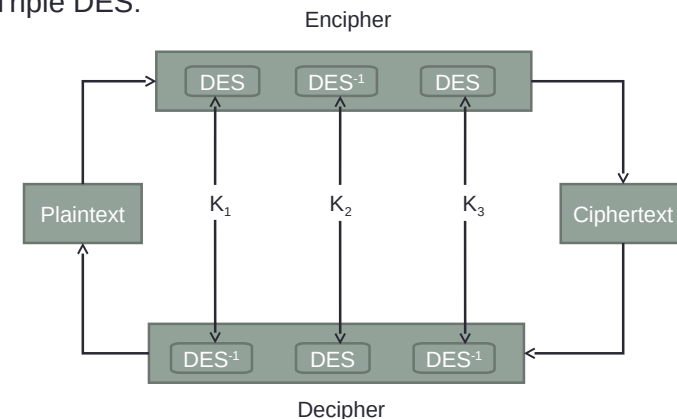 Triple DES:
Encipher
DES DES-1 DES
Plaintext K1 K2 K3 Ciphertext
DES-1 DES DES-1
Decipher